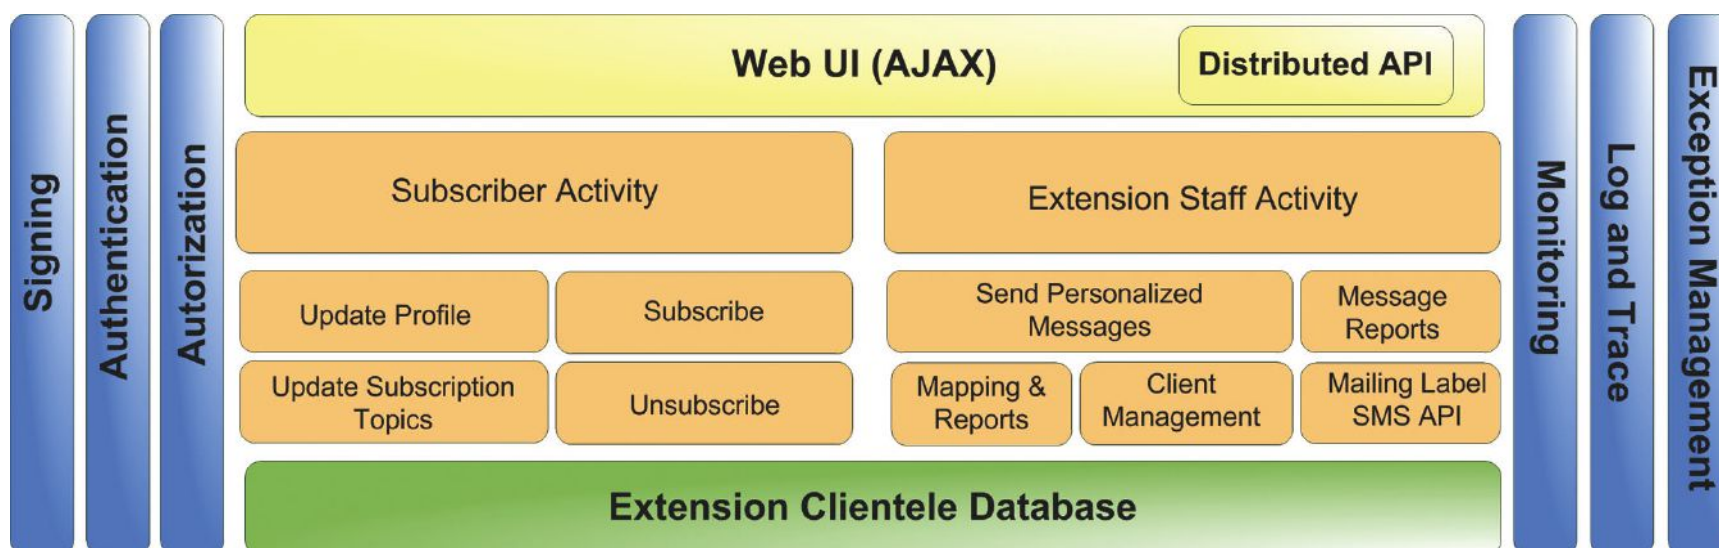 Signing
Authentication
Autorization
Web UI (AJAX)
Distributed API
Subscriber Activity
Extension Staff Activity
Update Profile
Subscribe
Send Personalized
Messages
Message
Reports
Update Subscription
Topics
Unsubscribe
Mapping &
Reports
Client
Management
Mailing Label
SMS API
Extension Clientele Database
Monitoring
Log and Trace
Exception Management